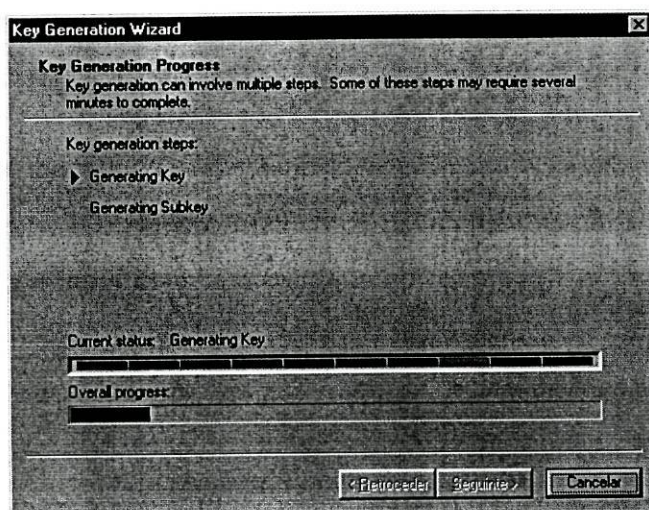 Key Generation Wizard
Key Generation Progress
Key generation can involve multiple steps. Some of these steps may require several
minutes to complete.
Key generation steps:
Generating Key
Generating Subkey
Current status: Generating Key
Overall progress:
< Retroceder
Seguinte >
Cancelar